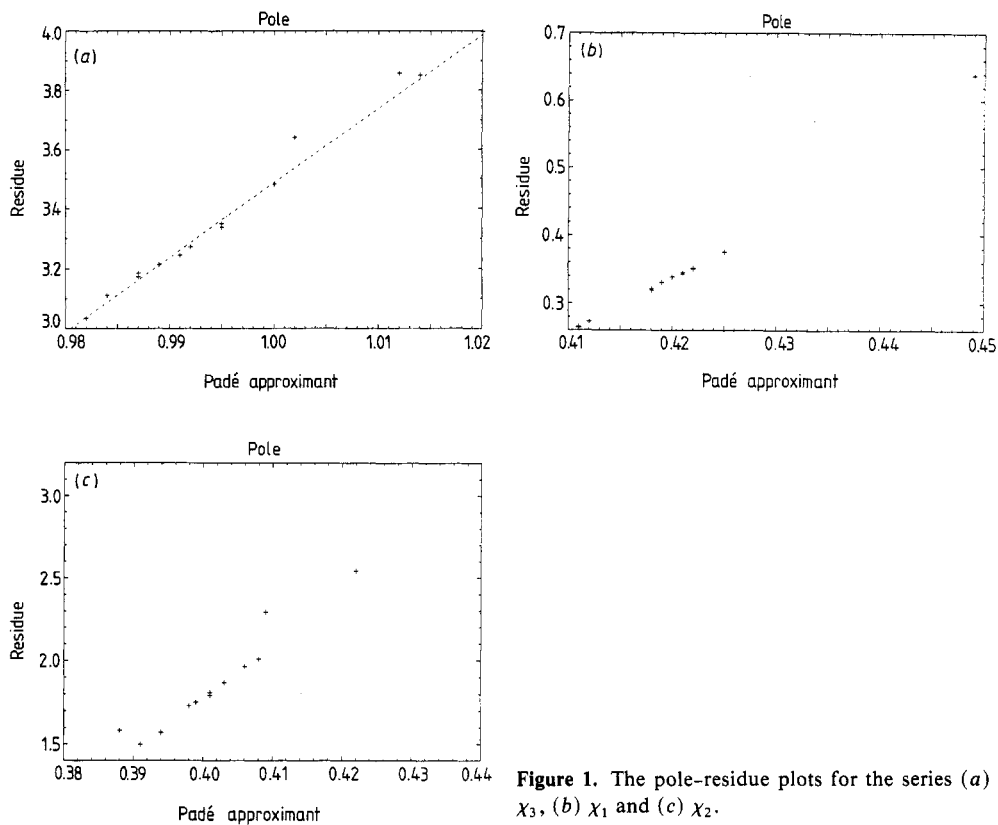 Pole
(a)
4.0
3.8
3.6
3.4
3.2
3.0
Residue
0.98 0.99 1.00 1.01 1.02
Padé approximant
Pole
(b)
0.7
0.6
0.5
0.4
0.3
Residue
0.41 0.42 0.43 0.44 0.45
Padé approximant
Pole
(c)
3.0
2.5
2.0
1.5
Residue
0.38 0.39 0.40 0.41 0.42 0.43 0.44
Padé approximant
Figure 1. The pole-residue plots for the series (a)
χ₃, (b) χ₁ and (c) χ₂.